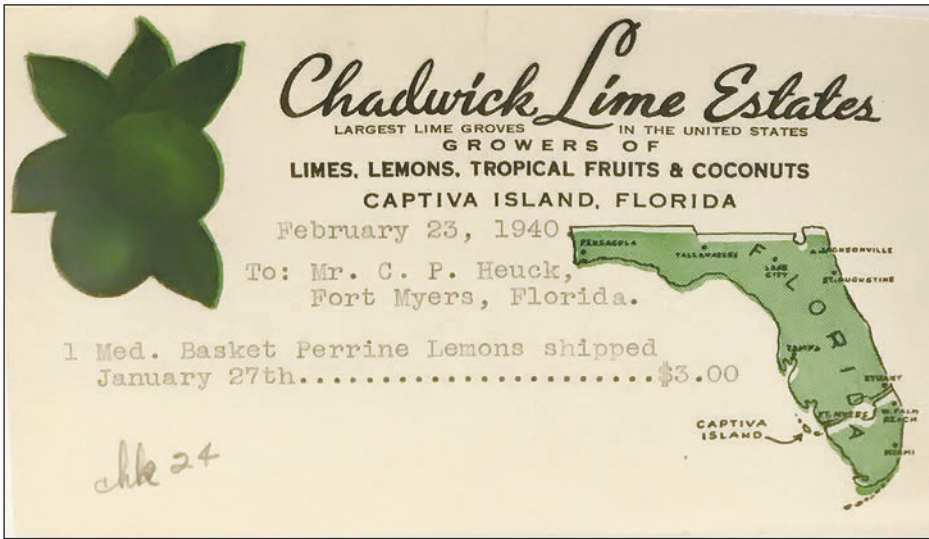 Chadwick Lime Estates
LARGEST LIME GROVES IN THE UNITED STATES
GROWERS OF
LIMES, LEMONS, TROPICAL FRUITS & COCONUTS
CAPTIVA ISLAND, FLORIDA
February 23, 1940.
To: Mr. C. P. Heuck,
Fort Myers, Florida.
1 Med. Basket Perrine Lemons shipped
January 27th......................$3.00
chk 24
PENSACOLA
TALLAHASSEE
LAKE CITY
JACKSONVILLE
ST. AUGUSTINE
FLORIDA
TAMPA
STUART
FT. MYERS
W. PALM BEACH
CAPTIVA
ISLAND
MIAMI